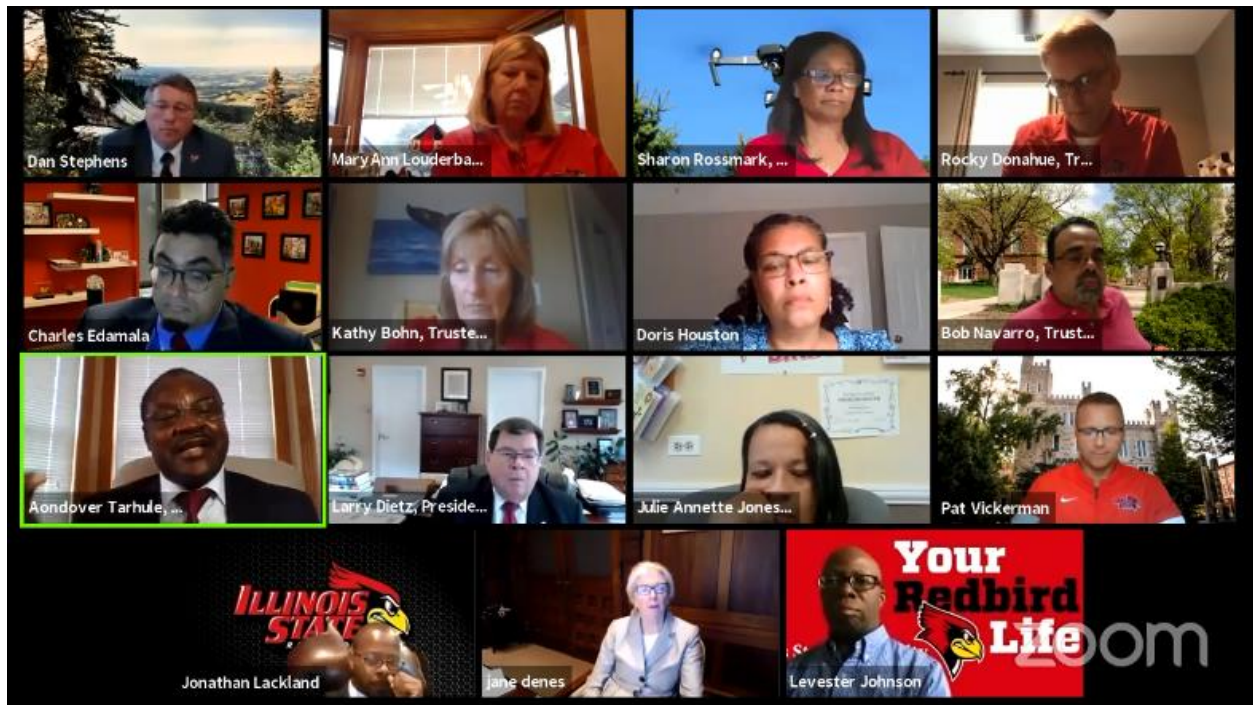 Dan Stephens
Mary Ann Louderba...
Sharon Rossmark, ...
Rocky Donahue, Tr...
Charles Edamala
Kathy Bohn, Truste...
Doris Houston
Bob Navarro, Trust...
Aondover Tarhule, ...
Larry Dietz, Preside...
Julie Annette Jones...
Pat Vickerman
ILLINOIS
STATE
Jonathan Lackland
jane denes
Your
Redbird
Life
Levester Johnson
zoom